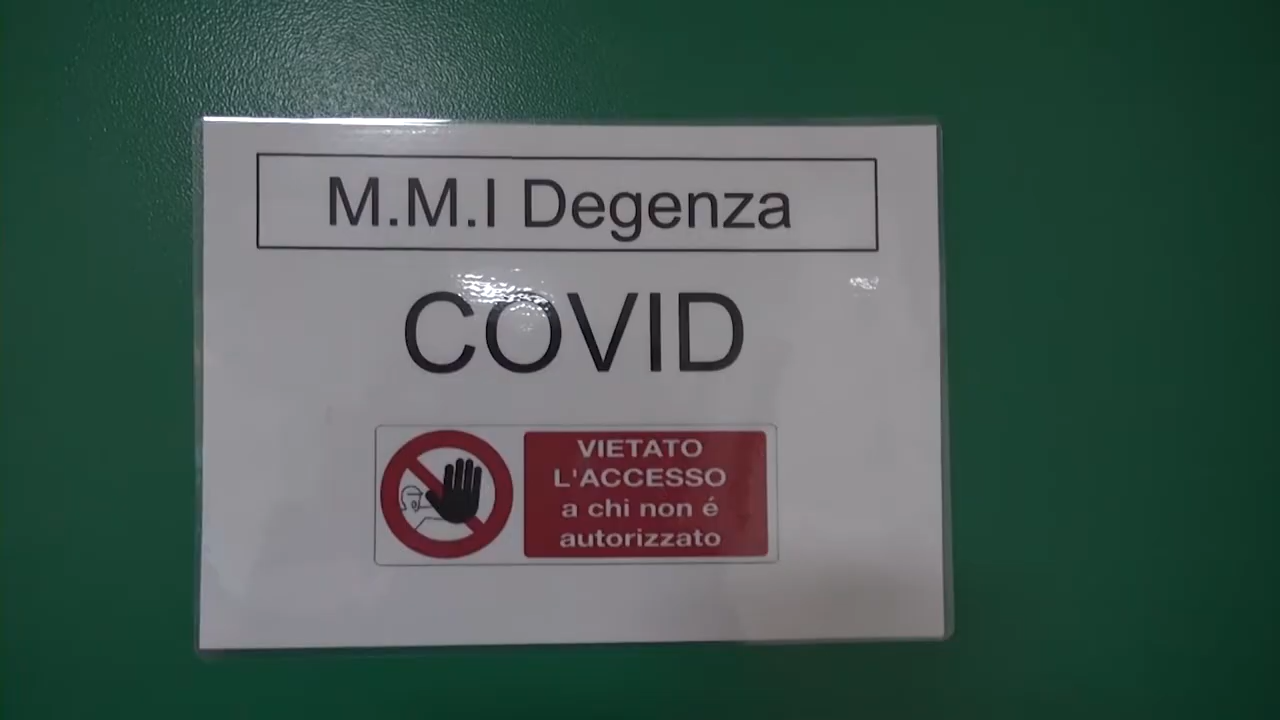 M.M.I Degenza
COVID
VIETATO
L'ACCESSO
a chi non é
autorizzato